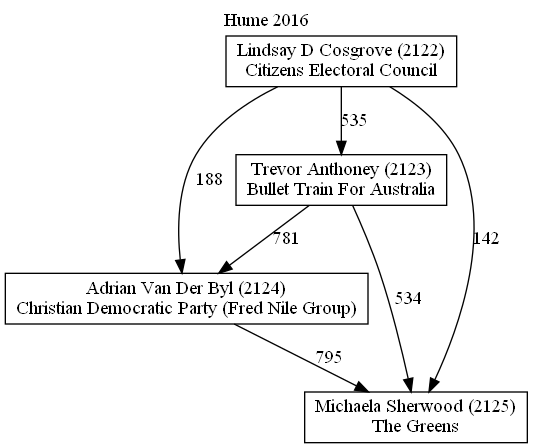 Hume 2016
Lindsay D Cosgrove (2122)
Citizens Electoral Council
535
Trevor Anthoney (2123)
Bullet Train For Australia
188
781
142
Adrian Van Der Byl (2124)
Christian Democratic Party (Fred Nile Group)
534
795
Michaela Sherwood (2125)
The Greens